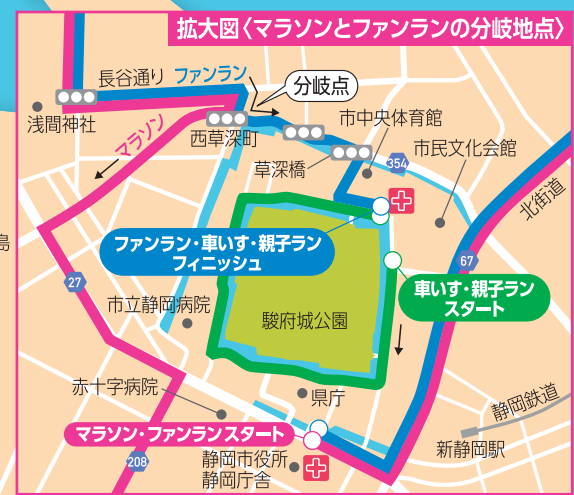 拡大図〈マラソンとファンランの分岐地点〉
長谷通り
ファンラン
分岐点
浅間神社
マラソン
西草深町
市中央体育館
草深橋
354
市民文化会館
北街道
島
ファンラン・車いす・親子ラン
フィニッシュ
67
27
車いす・親子ラン
スタート
市立静岡病院
駿府城公園
赤十字病院
県庁
静岡鉄道
マラソン・ファンランスタート
新静岡駅
208
静岡市役所
静岡庁舎